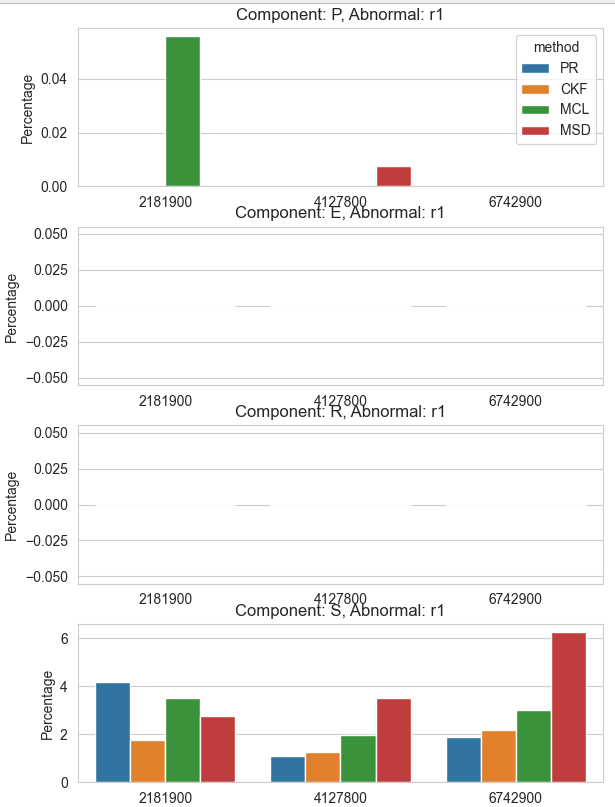 Component: P, Abnormal: r1
method
PR
CKF
MCL
MSD
Percentage
0.04
0.02
0.00
2181900 4127800 6742900
Component: E, Abnormal: r1
Percentage
0.050
0.025
0.000
−0.025
−0.050
2181900 4127800 6742900
Component: R, Abnormal: r1
Percentage
0.050
0.025
0.000
−0.025
−0.050
2181900 4127800 6742900
Component: S, Abnormal: r1
Percentage
6
4
2
0
2181900 4127800 6742900